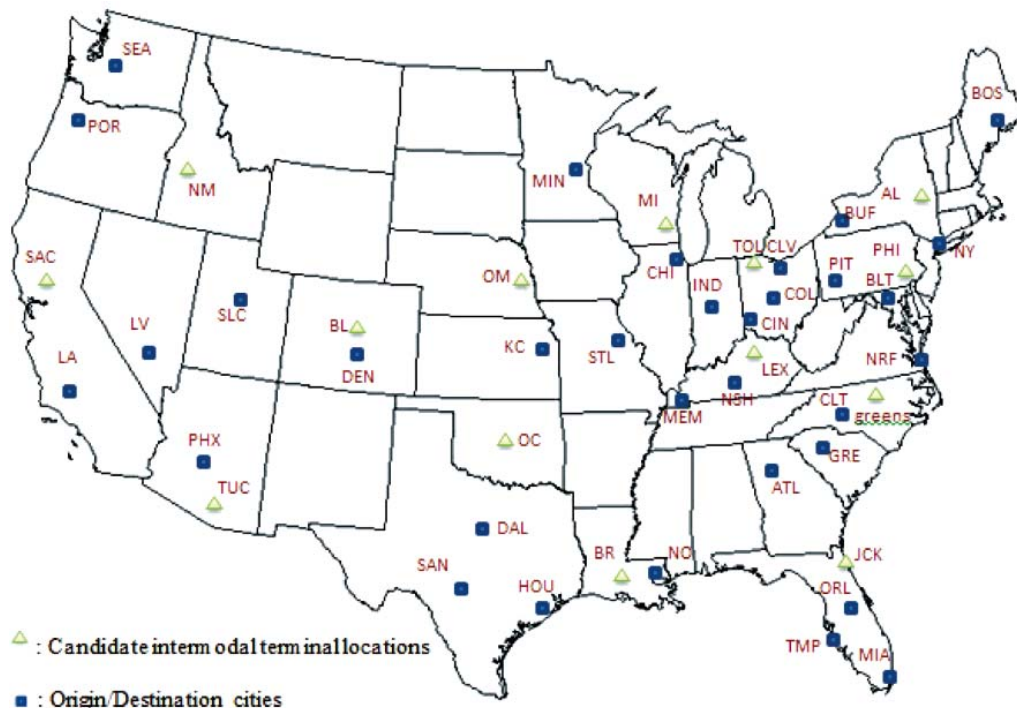 SEA
BOS
POR
MIN
NM
MI
AL
BUF
SAC
TOL
CLV
PHI
NY
OM
CHI
IND
PIT
BLT
COL
SLC
BL
LV
CIN
KC
STL
LA
DEN
LEX
NRF
NSH
MEM
CLT
greens
PHX
OC
GRE
TUC
ATL
DAL
BR
NO
JCK
SAN
HOU
ORL
TMP
MIA
: Candidate intermodal terminal locations
: Origin/Destination cities